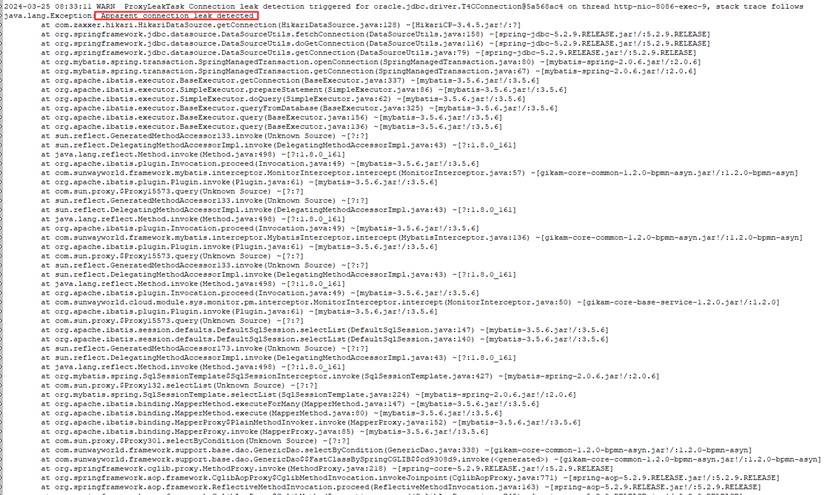 2024-03-25 08:33:11 WARN  ProxyLeakTask Connection leak detection triggered for oracle.jdbc.driver.T4CConnection@5a568ac4 on thread http-nio-8086-exec-9, stack trace follows
java.lang.Exception: Apparent connection leak detected
at com.zaxxer.hikari.HikariDataSource.getConnection(HikariDataSource.java:128) ~[HikariCP-3.4.5.jar!/:?]
at org.springframework.jdbc.datasource.DataSourceUtils.fetchConnection(DataSourceUtils.java:158) ~[spring-jdbc-5.2.9.RELEASE.jar!/:5.2.9.RELEASE]
at org.springframework.jdbc.datasource.DataSourceUtils.doGetConnection(DataSourceUtils.java:116) ~[spring-jdbc-5.2.9.RELEASE.jar!/:5.2.9.RELEASE]
at org.springframework.jdbc.datasource.DataSourceUtils.getConnection(DataSourceUtils.java:79) ~[spring-jdbc-5.2.9.RELEASE.jar!/:5.2.9.RELEASE]
at org.mybatis.spring.transaction.SpringManagedTransaction.openConnection(SpringManagedTransaction.java:80) ~[mybatis-spring-2.0.6.jar!/:2.0.6]
at org.mybatis.spring.transaction.SpringManagedTransaction.getConnection(SpringManagedTransaction.java:67) ~[mybatis-spring-2.0.6.jar!/:2.0.6]
at org.apache.ibatis.executor.BaseExecutor.getConnection(BaseExecutor.java:337) ~[mybatis-3.5.6.jar!/:3.5.6]
at org.apache.ibatis.executor.SimpleExecutor.prepareStatement(SimpleExecutor.java:86) ~[mybatis-3.5.6.jar!/:3.5.6]
at org.apache.ibatis.executor.SimpleExecutor.doQuery(SimpleExecutor.java:62) ~[mybatis-3.5.6.jar!/:3.5.6]
at org.apache.ibatis.executor.BaseExecutor.queryFromDatabase(BaseExecutor.java:325) ~[mybatis-3.5.6.jar!/:3.5.6]
at org.apache.ibatis.executor.BaseExecutor.query(BaseExecutor.java:156) ~[mybatis-3.5.6.jar!/:3.5.6]
at org.apache.ibatis.executor.BaseExecutor.query(BaseExecutor.java:136) ~[mybatis-3.5.6.jar!/:3.5.6]
at sun.reflect.GeneratedMethodAccessor133.invoke(Unknown Source) ~[?:?]
at sun.reflect.DelegatingMethodAccessorImpl.invoke(DelegatingMethodAccessorImpl.java:43) ~[?:1.8.0_161]
at java.lang.reflect.Method.invoke(Method.java:498) ~[?:1.8.0_161]
at org.apache.ibatis.plugin.Invocation.proceed(Invocation.java:49) ~[mybatis-3.5.6.jar!/:3.5.6]
at com.sunwayworld.framework.mybatis.interceptor.MonitorInterceptor.intercept(MonitorInterceptor.java:57) ~[gikam-core-common-1.2.0-bpmn-asyn.jar!/:1.2.0-bpmn-asyn]
at org.apache.ibatis.plugin.Plugin.invoke(Plugin.java:61) ~[mybatis-3.5.6.jar!/:3.5.6]
at com.sun.proxy.$Proxy1573.query(Unknown Source) ~[?:?]
at sun.reflect.GeneratedMethodAccessor133.invoke(Unknown Source) ~[?:?]
at sun.reflect.DelegatingMethodAccessorImpl.invoke(DelegatingMethodAccessorImpl.java:43) ~[?:1.8.0_161]
at java.lang.reflect.Method.invoke(Method.java:498) ~[?:1.8.0_161]
at org.apache.ibatis.plugin.Invocation.proceed(Invocation.java:49) ~[mybatis-3.5.6.jar!/:3.5.6]
at com.sunwayworld.framework.mybatis.interceptor.MybatisInterceptor.intercept(MybatisInterceptor.java:136) ~[gikam-core-common-1.2.0-bpmn-asyn.jar!/:1.2.0-bpmn-asyn]
at org.apache.ibatis.plugin.Plugin.invoke(Plugin.java:61) ~[mybatis-3.5.6.jar!/:3.5.6]
at com.sun.proxy.$Proxy1573.query(Unknown Source) ~[?:?]
at sun.reflect.GeneratedMethodAccessor133.invoke(Unknown Source) ~[?:?]
at sun.reflect.DelegatingMethodAccessorImpl.invoke(DelegatingMethodAccessorImpl.java:43) ~[?:1.8.0_161]
at java.lang.reflect.Method.invoke(Method.java:498) ~[?:1.8.0_161]
at org.apache.ibatis.plugin.Invocation.proceed(Invocation.java:49) ~[mybatis-3.5.6.jar!/:3.5.6]
at com.sunwayworld.cloud.module.sys.monitor.pm.interceptor.MonitorInterceptor.intercept(MonitorInterceptor.java:50) ~[gikam-core-base-service-1.2.0.jar!/:1.2.0]
at org.apache.ibatis.plugin.Plugin.invoke(Plugin.java:61) ~[mybatis-3.5.6.jar!/:3.5.6]
at com.sun.proxy.$Proxy1573.query(Unknown Source) ~[?:?]
at org.apache.ibatis.session.defaults.DefaultSqlSession.selectList(DefaultSqlSession.java:147) ~[mybatis-3.5.6.jar!/:3.5.6]
at org.apache.ibatis.session.defaults.DefaultSqlSession.selectList(DefaultSqlSession.java:140) ~[mybatis-3.5.6.jar!/:3.5.6]
at sun.reflect.GeneratedMethodAccessor173.invoke(Unknown Source) ~[?:?]
at sun.reflect.DelegatingMethodAccessorImpl.invoke(DelegatingMethodAccessorImpl.java:43) ~[?:1.8.0_161]
at java.lang.reflect.Method.invoke(Method.java:498) ~[?:1.8.0_161]
at org.mybatis.spring.SqlSessionTemplate$SqlSessionInterceptor.invoke(SqlSessionTemplate.java:427) ~[mybatis-spring-2.0.6.jar!/:2.0.6]
at com.sun.proxy.$Proxy132.selectList(Unknown Source) ~[?:?]
at org.mybatis.spring.SqlSessionTemplate.selectList(SqlSessionTemplate.java:224) ~[mybatis-spring-2.0.6.jar!/:2.0.6]
at org.apache.ibatis.binding.MapperMethod.executeForMany(MapperMethod.java:147) ~[mybatis-3.5.6.jar!/:3.5.6]
at org.apache.ibatis.binding.MapperMethod.execute(MapperMethod.java:80) ~[mybatis-3.5.6.jar!/:3.5.6]
at org.apache.ibatis.binding.MapperProxy$PlainMethodInvoker.invoke(MapperProxy.java:152) ~[mybatis-3.5.6.jar!/:3.5.6]
at org.apache.ibatis.binding.MapperProxy.invoke(MapperProxy.java:85) ~[mybatis-3.5.6.jar!/:3.5.6]
at com.sun.proxy.$Proxy301.selectByCondition(Unknown Source) ~[?:?]
at com.sunwayworld.framework.support.base.dao.GenericDao.selectByCondition(GenericDao.java:338) ~[gikam-core-common-1.2.0-bpmn-asyn.jar!/:1.2.0-bpmn-asyn]
at com.sunwayworld.framework.support.base.dao.GenericDao$$FastClassBySpringCGLIB$$cd9308d9.invoke(<generated>) ~[gikam-core-common-1.2.0-bpmn-asyn.jar!/:1.2.0-bpmn-asyn]
at org.springframework.cglib.proxy.MethodProxy.invoke(MethodProxy.java:218) ~[spring-core-5.2.9.RELEASE.jar!/:5.2.9.RELEASE]
at org.springframework.aop.framework.CglibAopProxy$CglibMethodInvocation.invokeJoinpoint(CglibAopProxy.java:771) ~[spring-aop-5.2.9.RELEASE.jar!/:5.2.9.RELEASE]
at org.springframework.aop.framework.ReflectiveMethodInvocation.proceed(ReflectiveMethodInvocation.java:163) ~[spring-aop-5.2.9.RELEASE.jar!/:5.2.9.RELEASE]